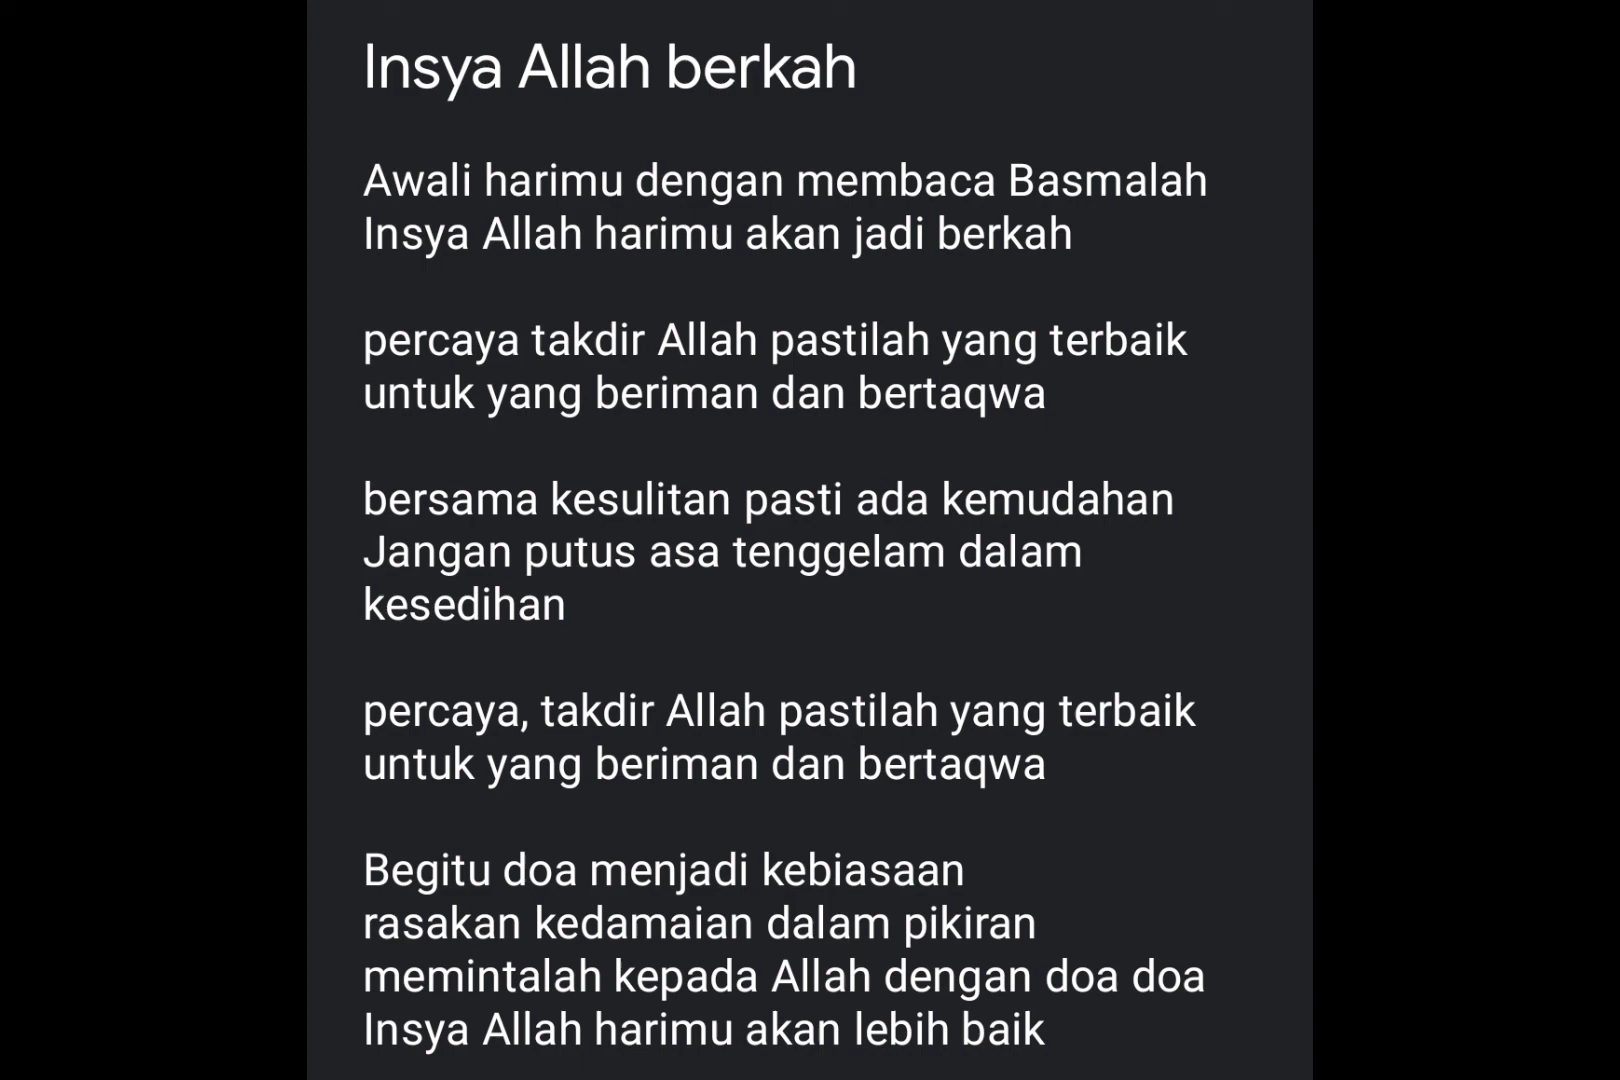 Insya Allah berkah
Awali harimu dengan membaca Basmalah
Insya Allah harimu akan jadi berkah
percaya takdir Allah pastilah yang terbaik
untuk yang beriman dan bertaqwa
bersama kesulitan pasti ada kemudahan
Jangan putus asa tenggelam dalam
kesedihan
percaya, takdir Allah pastilah yang terbaik
untuk yang beriman dan bertaqwa
Begitu doa menjadi kebiasaan
rasakan kedamaian dalam pikiran
memintalah kepada Allah dengan doa doa
Insya Allah harimu akan lebih baik